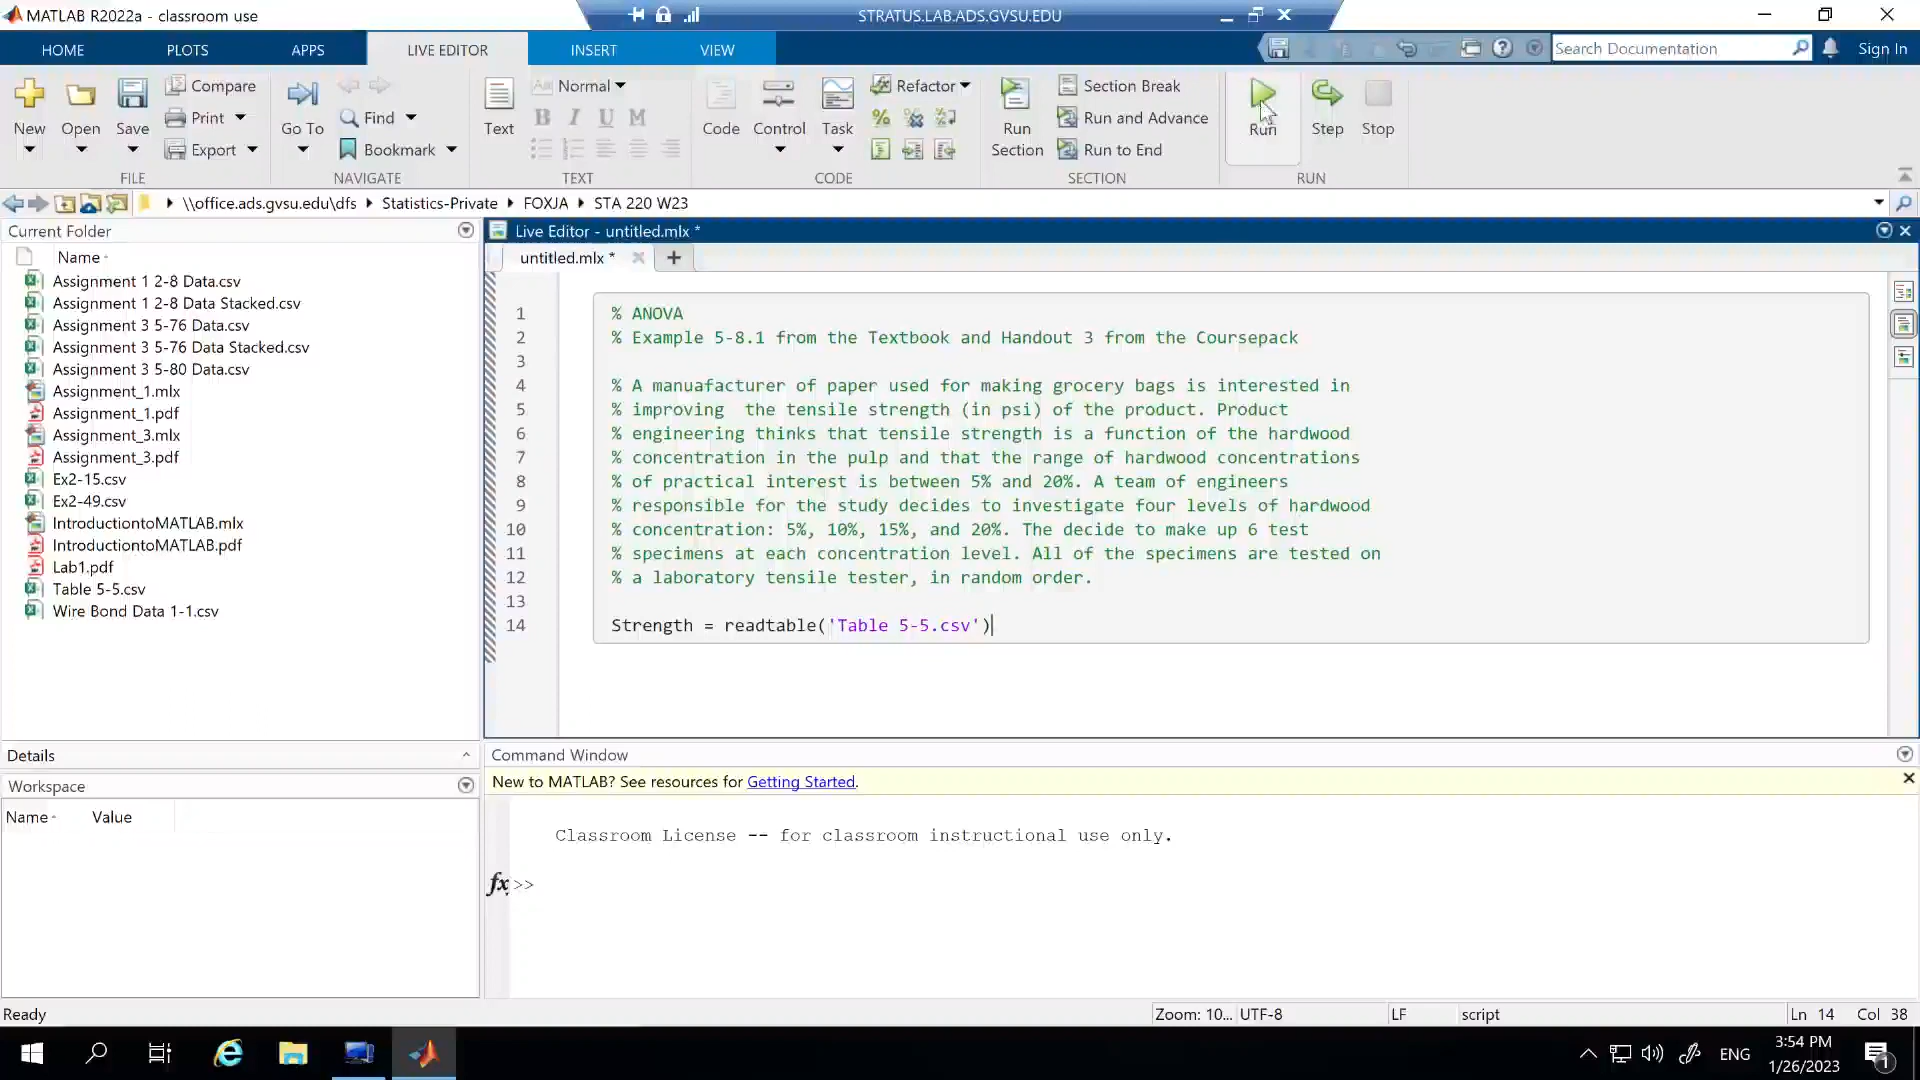 MATLAB R2022a - classroom use
STRATUS.LAB.ADS.GVSU.EDU
HOME
PLOTS
APPS
LIVE EDITOR
INSERT
VIEW
Search Documentation
Sign In
New
Open
Save
Compare
Print
Export
FILE
Go To
Find
Bookmark
NAVIGATE
Text
Normal
B I U M
TEXT
Code
Control
Task
Refactor
CODE
Run
Section
Section Break
Run and Advance
Run to End
SECTION
Run
Step
Stop
RUN
\\office.ads.gvsu.edu\dfs
Statistics-Private
FOXJA
STA 220 W23
Current Folder
Name
Assignment 1 2-8 Data.csv
Assignment 1 2-8 Data Stacked.csv
Assignment 3 5-76 Data.csv
Assignment 3 5-76 Data Stacked.csv
Assignment 3 5-80 Data.csv
Assignment_1.mlx
Assignment_1.pdf
Assignment_3.mlx
Assignment_3.pdf
Ex2-15.csv
Ex2-49.csv
IntroductiontoMATLAB.mlx
IntroductiontoMATLAB.pdf
Lab1.pdf
Table 5-5.csv
Wire Bond Data 1-1.csv
Details
Workspace
Name
Value
Live Editor - untitled.mlx *
untitled.mlx *
1 % ANOVA
2 % Example 5-8.1 from the Textbook and Handout 3 from the Coursepack
3
4 % A manuafacturer of paper used for making grocery bags is interested in
5 % improving  the tensile strength (in psi) of the product. Product
6 % engineering thinks that tensile strength is a function of the hardwood
7 % concentration in the pulp and that the range of hardwood concentrations
8 % of practical interest is between 5% and 20%. A team of engineers
9 % responsible for the study decides to investigate four levels of hardwood
10 % concentration: 5%, 10%, 15%, and 20%. The decide to make up 6 test
11 % specimens at each concentration level. All of the specimens are tested on
12 % a laboratory tensile tester, in random order.
13
14 Strength = readtable('Table 5-5.csv')
Command Window
New to MATLAB? See resources for Getting Started.
Classroom License -- for classroom instructional use only.
fx >>
Ready
Zoom: 10...
UTF-8
LF
script
Ln 14
Col 38
ENG
3:54 PM
1/26/2023
1